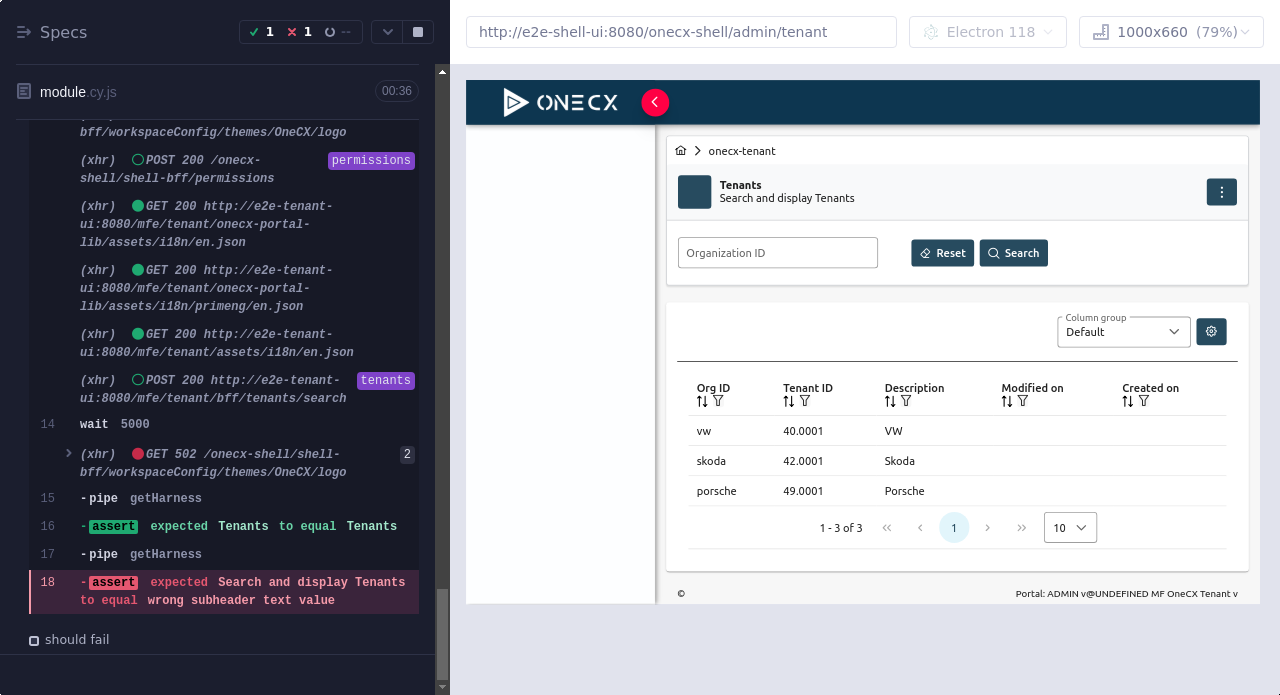 Specs
1
1
--
module.cy.js
00:36
bff/workspaceConfig/themes/OneCX/logo
(xhr) POST 200 /onecx-
shell/shell-bff/permissions
permissions
(xhr) GET 200 http://e2e-tenant-
ui:8080/mfe/tenant/onecx-portal-
lib/assets/i18n/en.json
(xhr) GET 200 http://e2e-tenant-
ui:8080/mfe/tenant/onecx-portal-
lib/assets/i18n/primeng/en.json
(xhr) GET 200 http://e2e-tenant-
ui:8080/mfe/tenant/assets/i18n/en.json
(xhr) POST 200 http://e2e-tenant-
ui:8080/mfe/tenant/bff/tenants/search
tenants
14 wait 5000
(xhr) GET 502 /onecx-shell/shell-
bff/workspaceConfig/themes/OneCX/logo
2
15 -pipe getHarness
16 -assert expected Tenants to equal Tenants
17 -pipe getHarness
18 -assert expected Search and display Tenants
to equal wrong subheader text value
should fail
http://e2e-shell-ui:8080/onecx-shell/admin/tenant
Electron 118
1000x660 (79%)
ONECX
onecx-tenant
Tenants
Search and display Tenants
Organization ID
Reset
Search
Column group
Default
Org ID Tenant ID Description Modified on Created on
vw 40.0001 VW
skoda 42.0001 Skoda
porsche 49.0001 Porsche
1 - 3 of 3 « ‹ 1 › » 10
© Portal: ADMIN v@UNDEFINED MF OneCX Tenant v